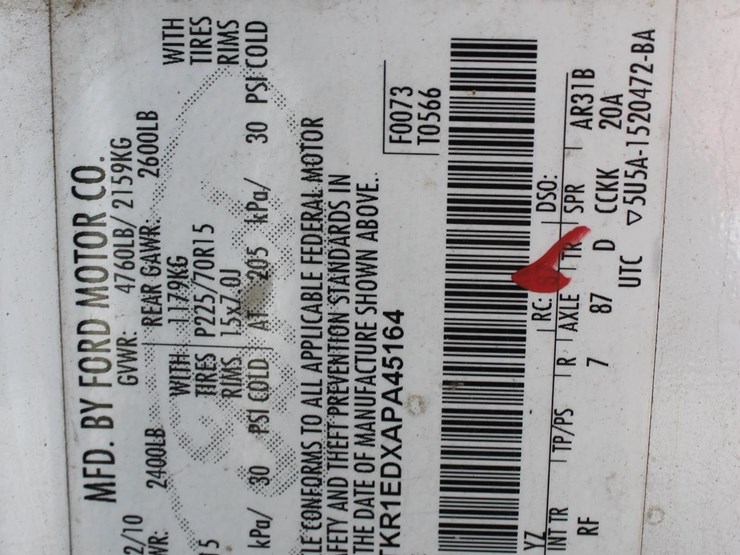 MFD. BY FORD MOTOR CO.
2/10 GVWR: 4760LB/ 2159KG
WR: 2400LB REAR GAWR: 2600LB
WITH 1179KG WITH
TIRES P225/70R15 TIRES
15 RIMS 15x7.0J RIMS
kPa/ 30 PSI COLD AT 205 kPa/ 30 PSI COLD
LE CONFORMS TO ALL APPLICABLE FEDERAL MOTOR
FETY AND THEFT PREVENTION STANDARDS IN
THE DATE OF MANUFACTURE SHOWN ABOVE.
F0073
TKR1EDXAPA45164 T0566
YZ RC: DSO:
INT TR TP/PS R AXLE TR SPR AR31B
RF 7 87 D CCKK 20A
UTC ▽5U5A-1520472-BA